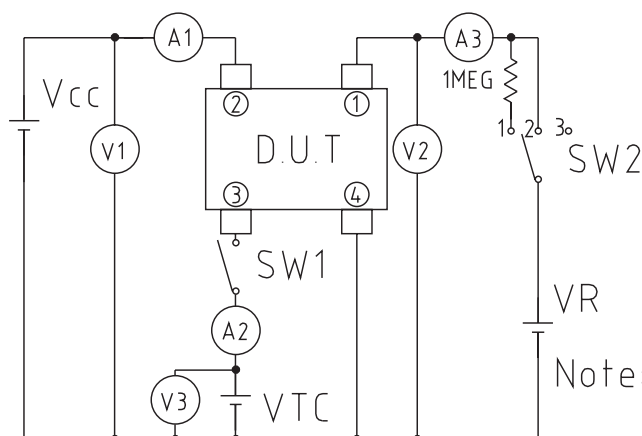 A1
A3
Vcc
2
1
1MEG
V1
D.U.T
V2
1
2
3
SW2
3
4
SW1
A2
VR
V3
VTC
Note